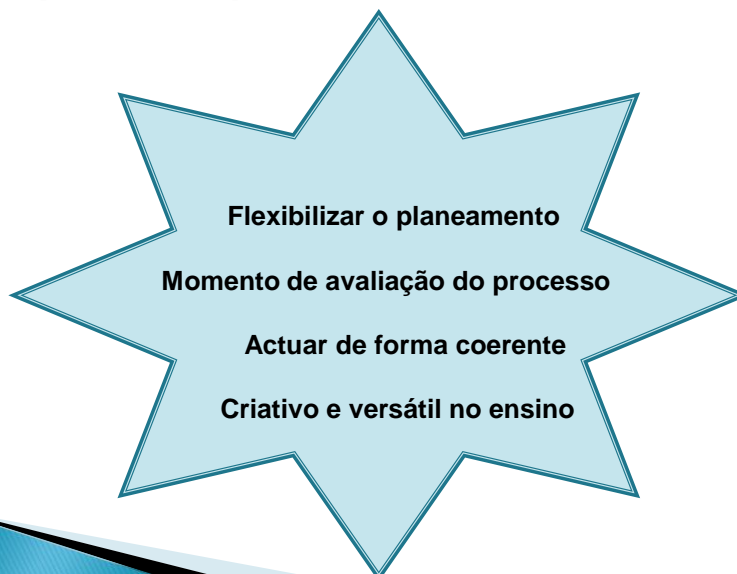 Flexibilizar o planeamento
Momento de avaliação do processo
Actuar de forma coerente
Criativo e versátil no ensino